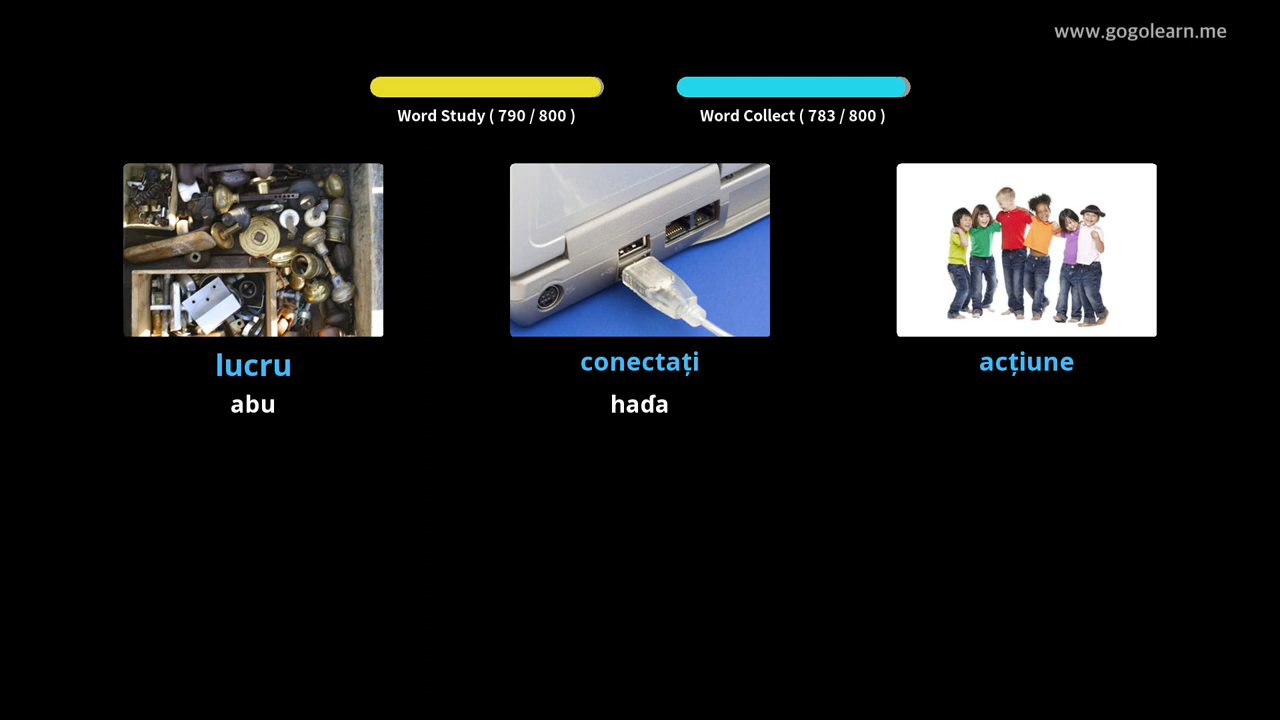 www.gogolearn.me
Word Study ( 790 / 800 )
Word Collect ( 783 / 800 )
lucru
conectați
acțiune
abu
haɗa